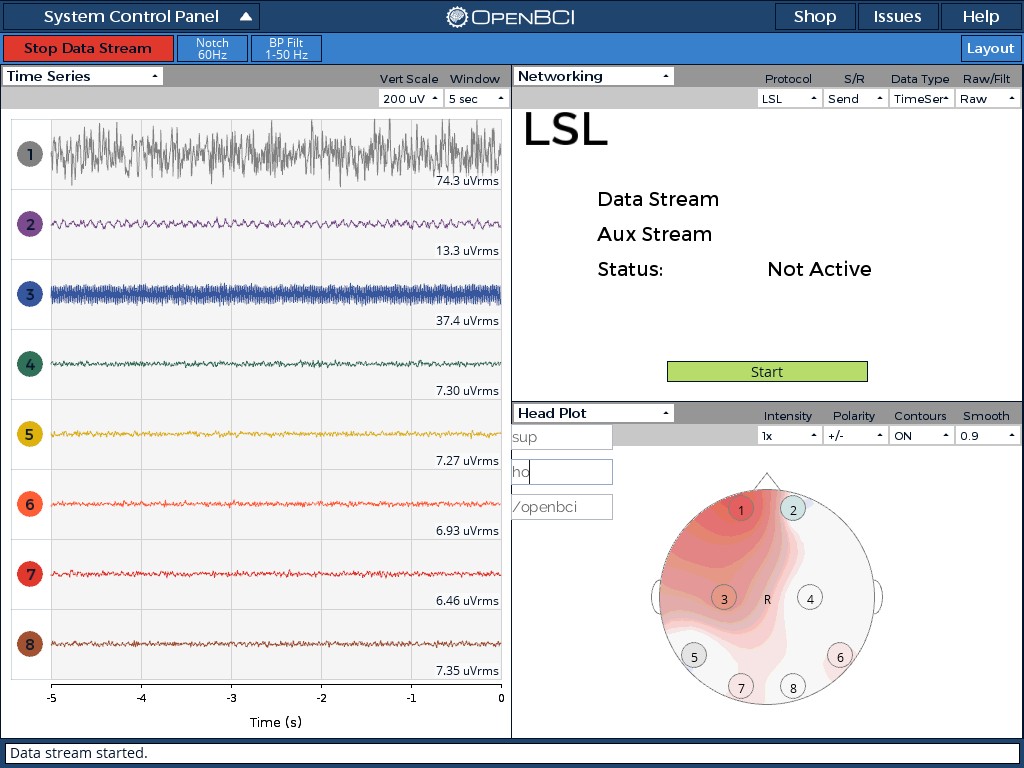 System Control Panel
OpenBCI
Shop
Issues
Help
Stop Data Stream
Notch
60Hz
BP Filt
1-50 Hz
Layout
Time Series
Vert Scale
Window
200 uV
5 sec
1
74.3 uVrms
2
13.3 uVrms
3
37.4 uVrms
4
7.30 uVrms
5
7.27 uVrms
6
6.93 uVrms
7
6.46 uVrms
8
7.35 uVrms
-5 -4 -3 -2 -1 0
Time (s)
Networking
Protocol
S/R
Data Type
Raw/Filt
LSL
Send
TimeSer
Raw
LSL
Data Stream
Aux Stream
Status: Not Active
Start
Head Plot
Intensity
Polarity
Contours
Smooth
1x
+/-
ON
0.9
sup
ho
/openbci
1 2
3 R 4
5 6
7 8
Data stream started.